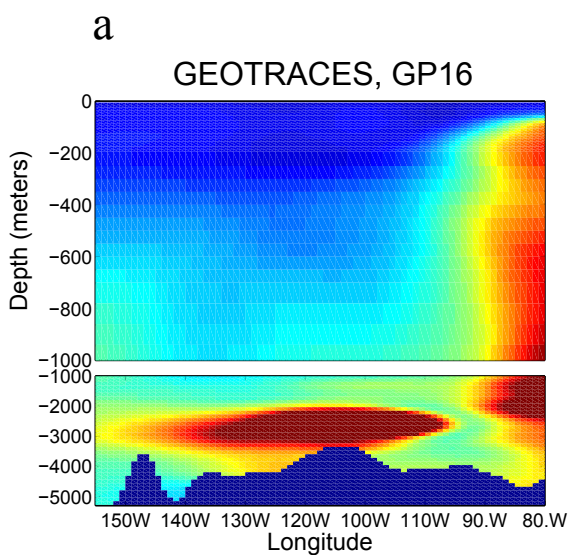 a
GEOTRACES, GP16
Depth (meters)
0
−200
−400
−600
−800
−1000
−1000
−2000
−3000
−4000
−5000
150W 140W 130W 120W 100W 110W 90.W 80.W
Longitude